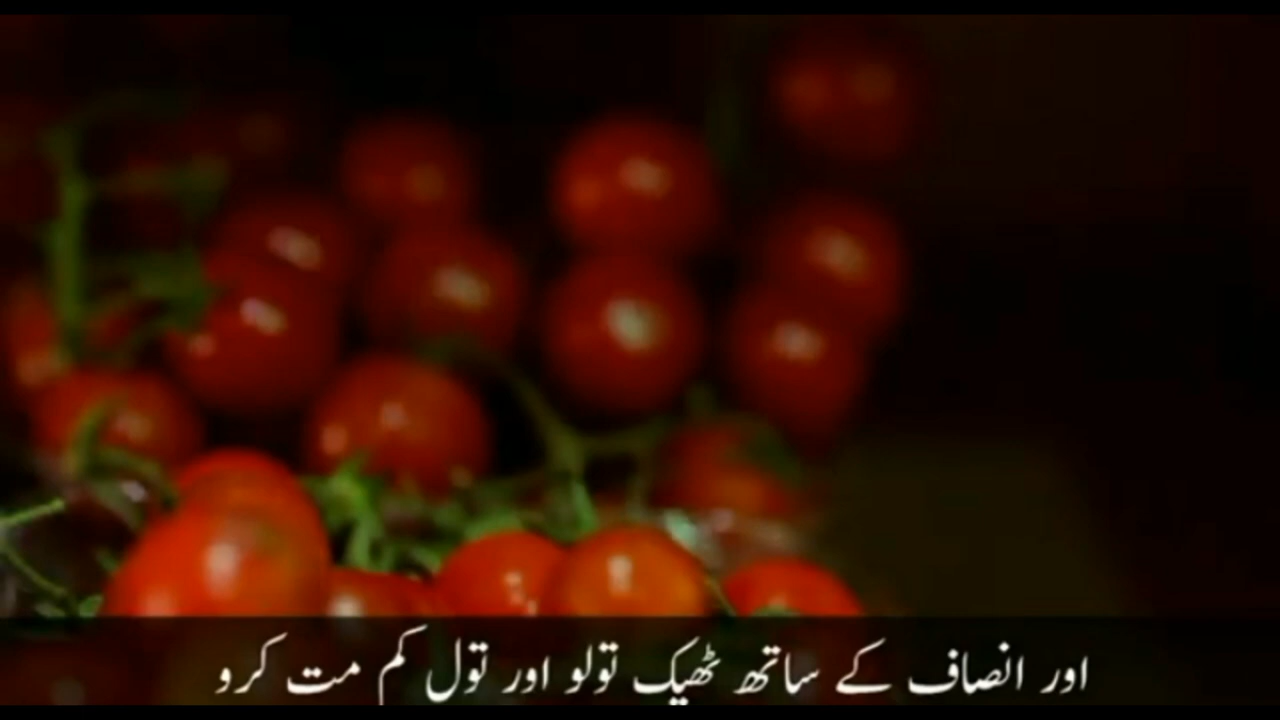 اور انصاف کے ساتھ ٹھیک تولو اور تول کم مت کرو